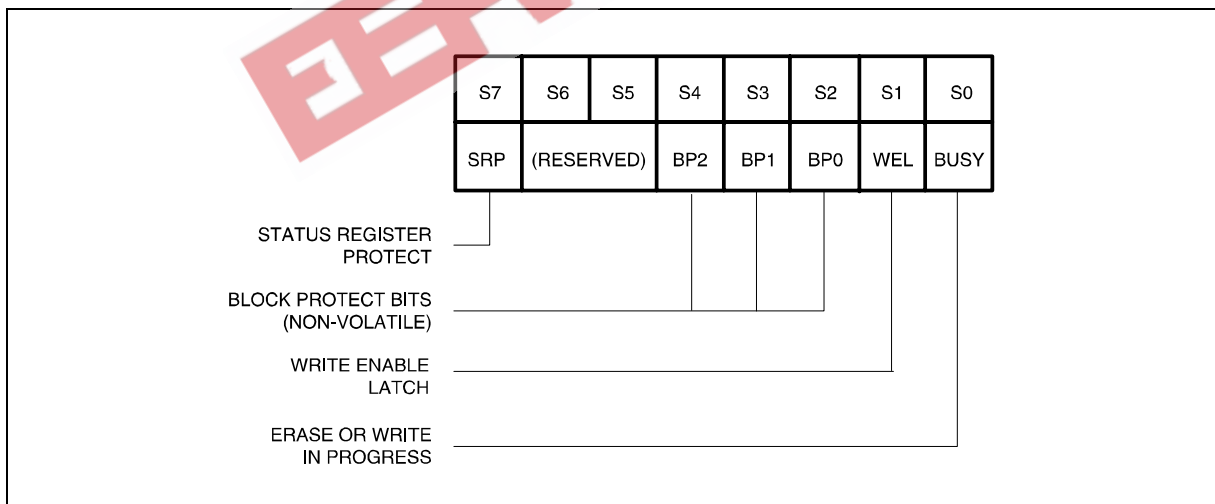 S7 S6 S5 S4 S3 S2 S1 S0
SRP (RESERVED) BP2 BP1 BP0 WEL BUSY
STATUS REGISTER
PROTECT
BLOCK PROTECT BITS
(NON-VOLATILE)
WRITE ENABLE
LATCH
ERASE OR WRITE
IN PROGRESS